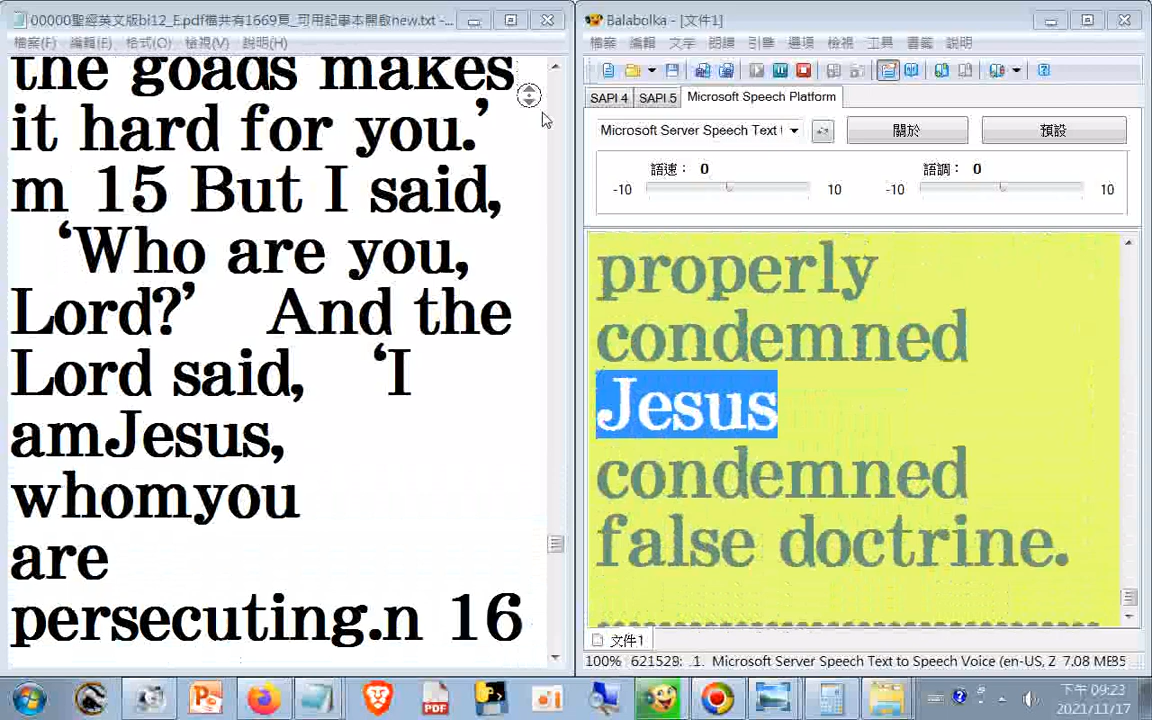 00000聖經英文版bi12_E.pdf檔共有1669頁_可用記事本開啟new.txt -...
檔案(F) 編輯(E) 格式(O) 檢視(V) 說明(H)
the goads makes
it hard for you.’
m 15 But I said,
‘Who are you,
Lord?’ And the
Lord said, ‘I
amJesus,
whomyou
are
persecuting.n 16
Balabolka - [文件1]
檔案 編輯 文字 朗讀 引擎 選項 檢視 工具 書籤 說明
SAPI 4 SAPI 5 Microsoft Speech Platform
Microsoft Server Speech Text 關於 預設
語速： 0 語調： 0
-10 10 -10 10
properly
condemned
Jesus
condemned
false doctrine.
文件1
100% 621529: 1. Microsoft Server Speech Text to Speech Voice (en-US, Z 7.08 MB
PDF
下午 09:23
2021/11/17